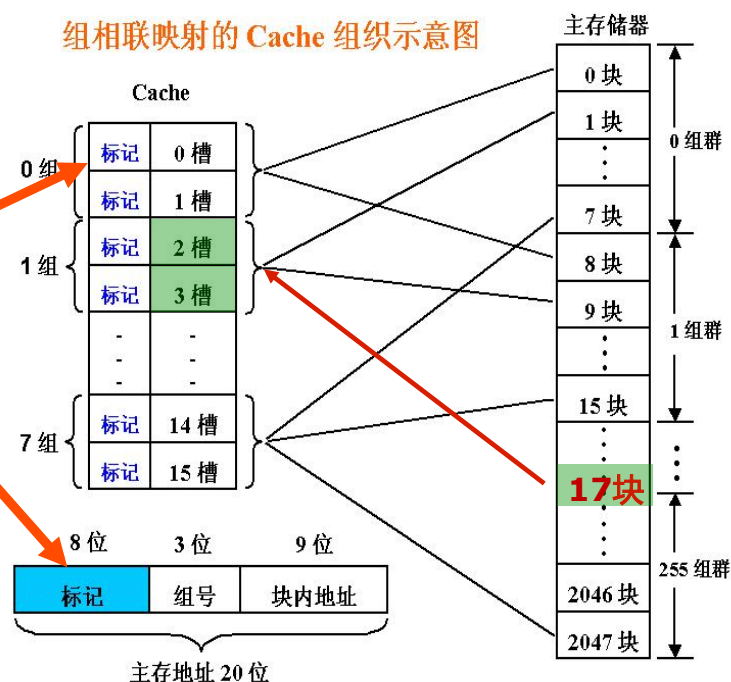 组相联映射的 Cache 组织示意图
主存储器
Cache
0 组
标记 0 槽
标记 1 槽
1 组
标记 2 槽
标记 3 槽
7 组
标记 14 槽
标记 15 槽
0 块
1 块
7 块
0 组群
8 块
9 块
15 块
1 组群
17块
2046 块
2047 块
255 组群
8 位 3 位 9 位
标记 组号 块内地址
主存地址 20 位